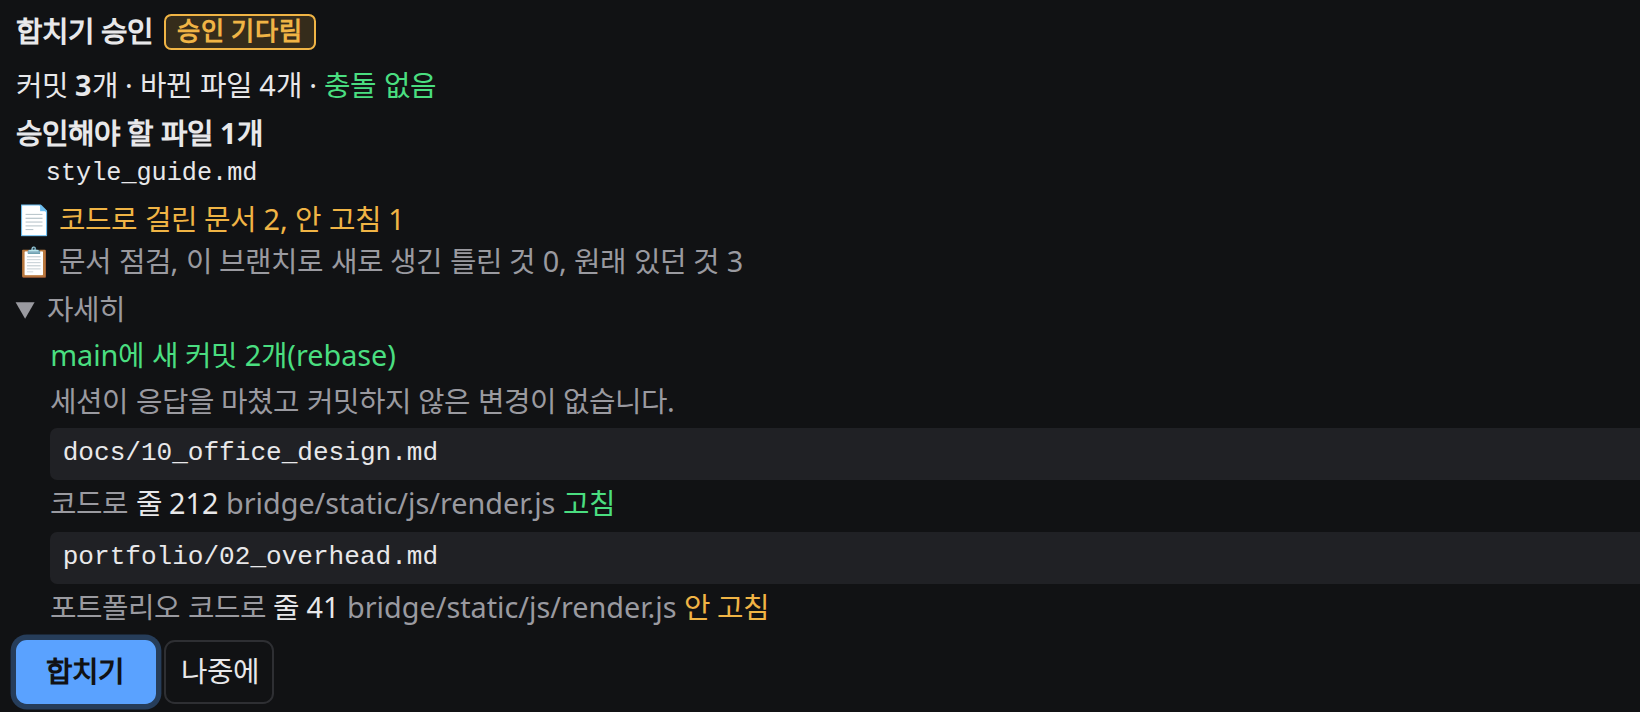 합치기 승인 승인 기다림
커밋 3개 · 바뀐 파일 4개 · 충돌 없음
승인해야 할 파일 1개
style_guide.md
📄 코드로 걸린 문서 2, 안 고침 1
📋 문서 점검, 이 브랜치로 새로 생긴 틀린 것 0, 원래 있던 것 3
▼ 자세히
main에 새 커밋 2개(rebase)
세션이 응답을 마쳤고 커밋하지 않은 변경이 없습니다.
docs/10_office_design.md
코드로 줄 212 bridge/static/js/render.js 고침
portfolio/02_overhead.md
포트폴리오 코드로 줄 41 bridge/static/js/render.js 안 고침
합치기 나중에